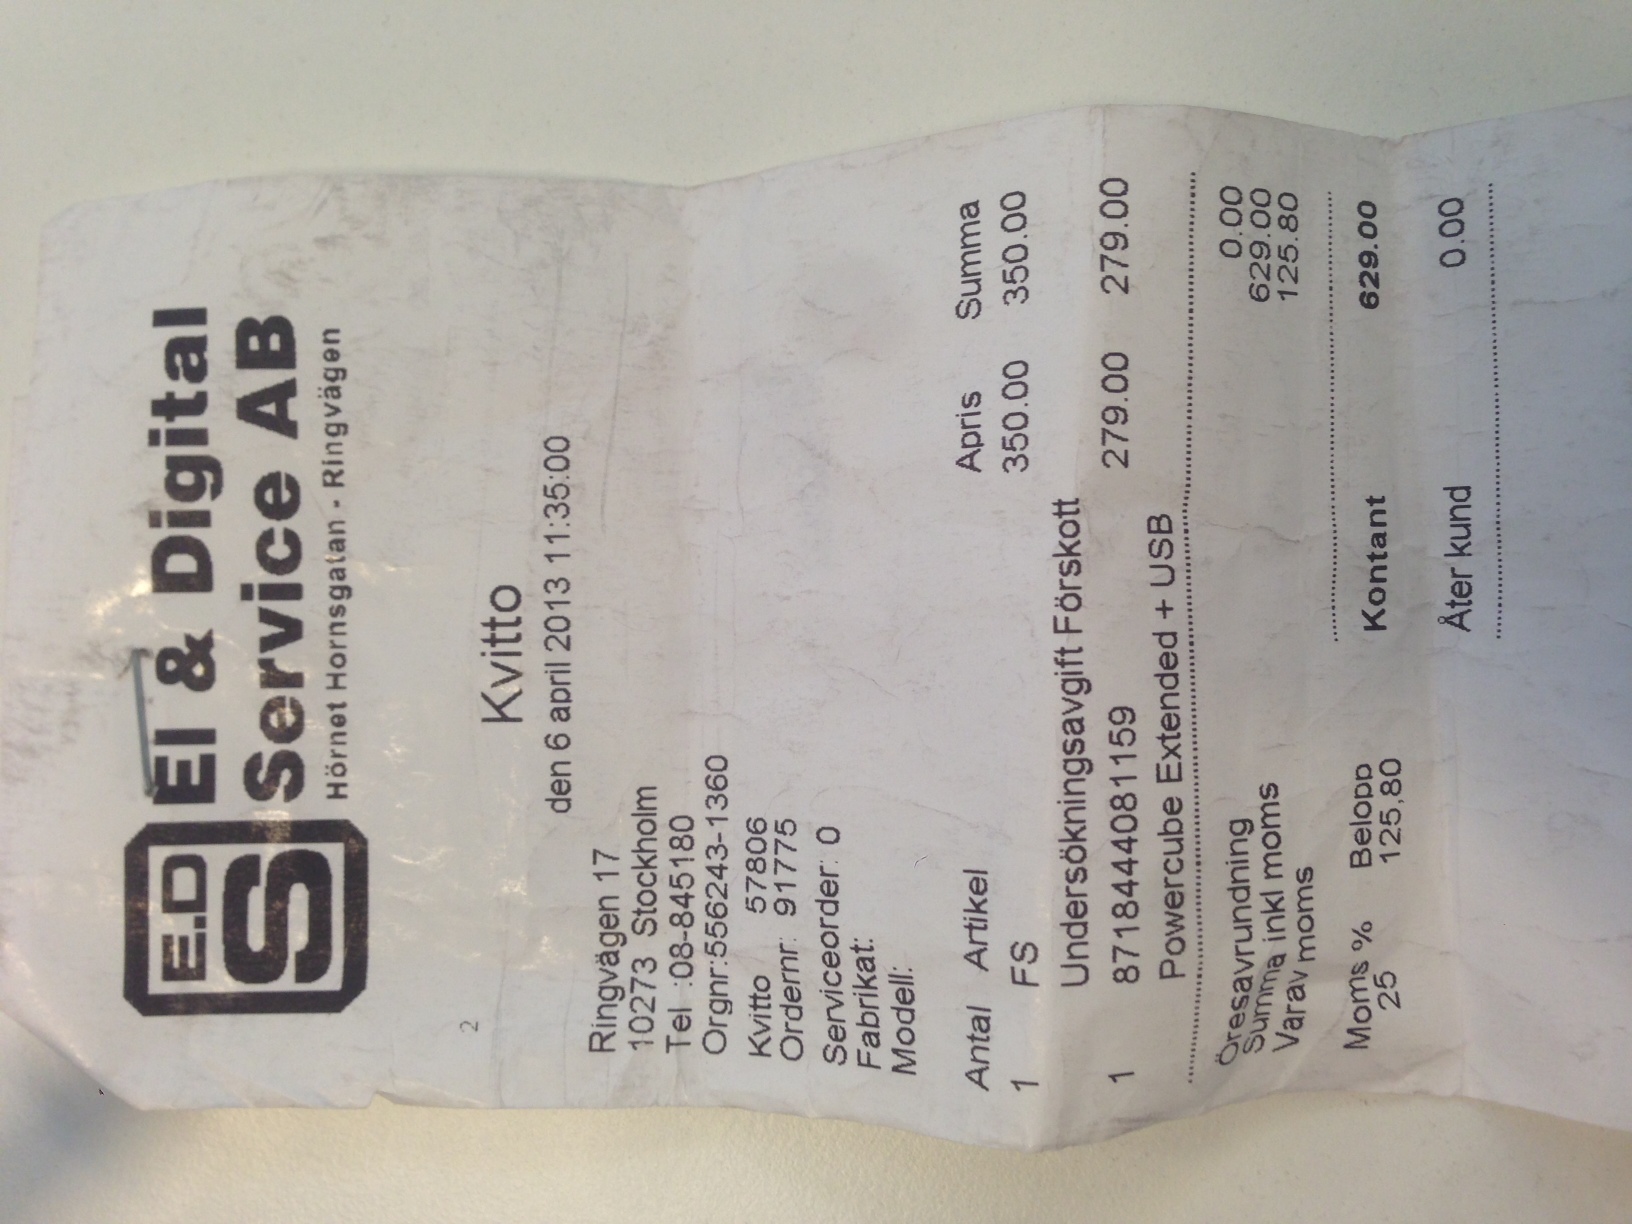 E.D
S
El & Digital
Service AB
Hörnet Hornsgatan - Ringvägen
2
Kvitto
den 6 april 2013 11:35:00
Ringvägen 17
10273 Stockholm
Tel :08-845180
Orgnr:556243-1360
Kvitto 57806
Ordernr: 91775
Serviceorder: 0
Fabrikat:
Modell:
Antal Artikel Apris Summa
1 FS 350.00 350.00
Undersökningsavgift Förskott
1 8718444081159 279.00 279.00
Powercube Extended + USB
Öresavrundning 0.00
Summa inkl moms 629.00
Varav moms 125.80
Moms % Belopp
25 125,80
Kontant 629.00
Åter kund 0.00